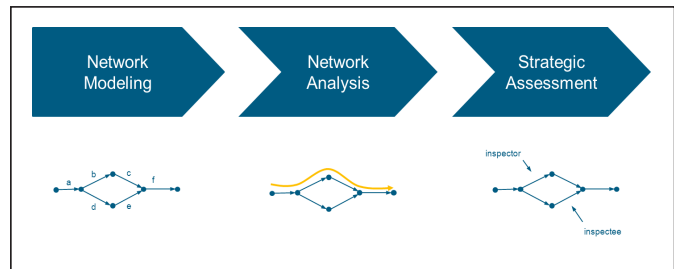 Network
Modeling
Network
Analysis
Strategic
Assessment
a
b
c
d
e
f
inspector
inspectee